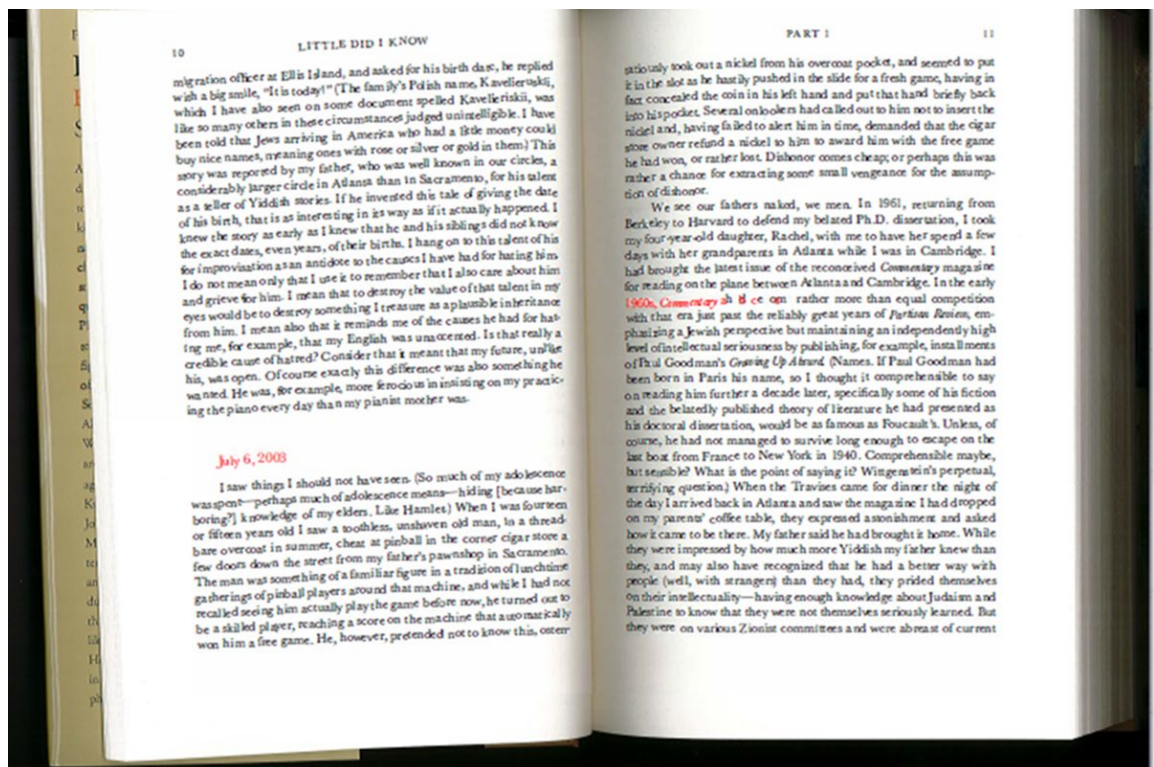 10
LITTLE DID I KNOW
migration officer at Ellis Island, and asked for his birth date, he replied
with a big smile, "It is today!" (The family's Polish name, Kavelieruskii,
which I have also seen on some document spelled Kavelieriskii, was
like so many others in these circumstances judged unintelligible. I have
been told that Jews arriving in America who had a little money could
buy nice names, meaning ones with rose or silver or gold in them.) This
story was reported by my father, who was well known in our circles, a
considerably larger circle in Atlanta than in Sacramento, for his talent
as a teller of Yiddish stories. If he invented this tale of giving the date
of his birth, that is as interesting in its way as if it actually happened. I
knew the story as early as I knew that he and his siblings did not know
the exact dates, even years, of their births. I hang on to this talent of his
for improvisation as an antidote to the causes I have had for hating him.
I do not mean only that I use it to remember that I also care about him
and grieve for him. I mean that to destroy the value of that talent in my
eyes would be to destroy something I treasure as a plausible inheritance
from him. I mean also that it reminds me of the causes he had for hat-
ing me, for example, that my English was unaccented. Is that really a
credible cause of hatred? Consider that it meant that my future, unlike
his, was open. Of course exactly this difference was also something he
wanted. He was, for example, more ferocious in insisting on my practic-
ing the piano every day than my pianist mother was.
July 6, 2003
I saw things I should not have seen. (So much of my adolescence
was spent—perhaps much of adolescence means—hiding [because har-
boring?] knowledge of my elders. Like Hamlet.) When I was fourteen
or fifteen years old I saw a toothless, unshaven old man, in a thread-
bare overcoat in summer, cheat at pinball in the corner cigar store a
few doors down the street from my father's pawnshop in Sacramento.
The man was something of a familiar figure in a tradition of lunchtime
gatherings of pinball players around that machine, and while I had not
recalled seeing him actually play the game before now, he turned out to
be a skilled player, reaching a score on the machine that automatically
won him a free game. He, however, pretended not to know this, osten-
PART 1
11
tatiously took out a nickel from his overcoat pocket, and seemed to put
it in the slot as he hastily pushed in the slide for a fresh game, having in
fact concealed the coin in his left hand and put that hand briefly back
into his pocket. Several onlookers had called out to him not to insert the
nickel and, having failed to alert him in time, demanded that the cigar
store owner refund a nickel to him to award him with the free game
he had won, or rather lost. Dishonor comes cheap; or perhaps this was
rather a chance for extracting some small vengeance for the assump-
tion of dishonor.
We see our fathers naked, we men. In 1961, returning from
Berkeley to Harvard to defend my belated Ph.D. dissertation, I took
my four-year-old daughter, Rachel, with me to have her spend a few
days with her grandparents in Atlanta while I was in Cambridge. I
had brought the latest issue of the reconceived Commentary magazine
for reading on the plane between Atlanta and Cambridge. In the early
1960s, Commentary rather more than equal competition
with that era just past the reliably great years of Partisan Review, em-
phasizing a Jewish perspective but maintaining an independently high
level of intellectual seriousness by publishing, for example, installments
of Paul Goodman's Growing Up Absurd. (Names. If Paul Goodman had
been born in Paris his name, so I thought it comprehensible to say
on reading him further a decade later, specifically some of his fiction
and the belatedly published theory of literature he had presented as
his doctoral dissertation, would be as famous as Foucault's. Unless, of
course, he had not managed to survive long enough to escape on the
last boat from France to New York in 1940. Comprehensible maybe,
but sensible? What is the point of saying it? Wittgenstein's perpetual,
terrifying question.) When the Travises came for dinner the night of
the day I arrived back in Atlanta and saw the magazine I had dropped
on my parents' coffee table, they expressed astonishment and asked
how it came to be there. My father said he had brought it home. While
they were impressed by how much more Yiddish my father knew than
they, and may also have recognized that he had a better way with
people (well, with strangers) than they had, they prided themselves
on their intellectuality—having enough knowledge about Judaism and
Palestine to know that they were not themselves seriously learned. But
they were on various Zionist committees and were abreast of current